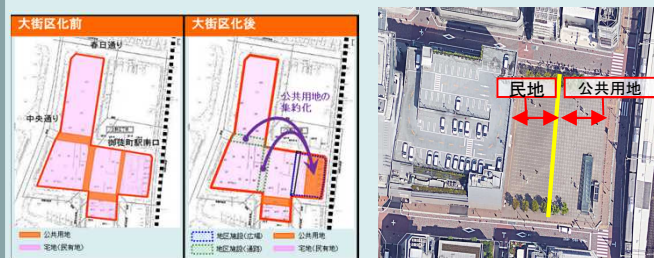 大街区化前
春日通り
中央通り
御徒町駅南口
公共用地
宅地(民有地)
大街区化後
公共用地の
集約化
地区施設(広場)
公共用地
地区施設(通路)
宅地(民有地)
民地
公共用地